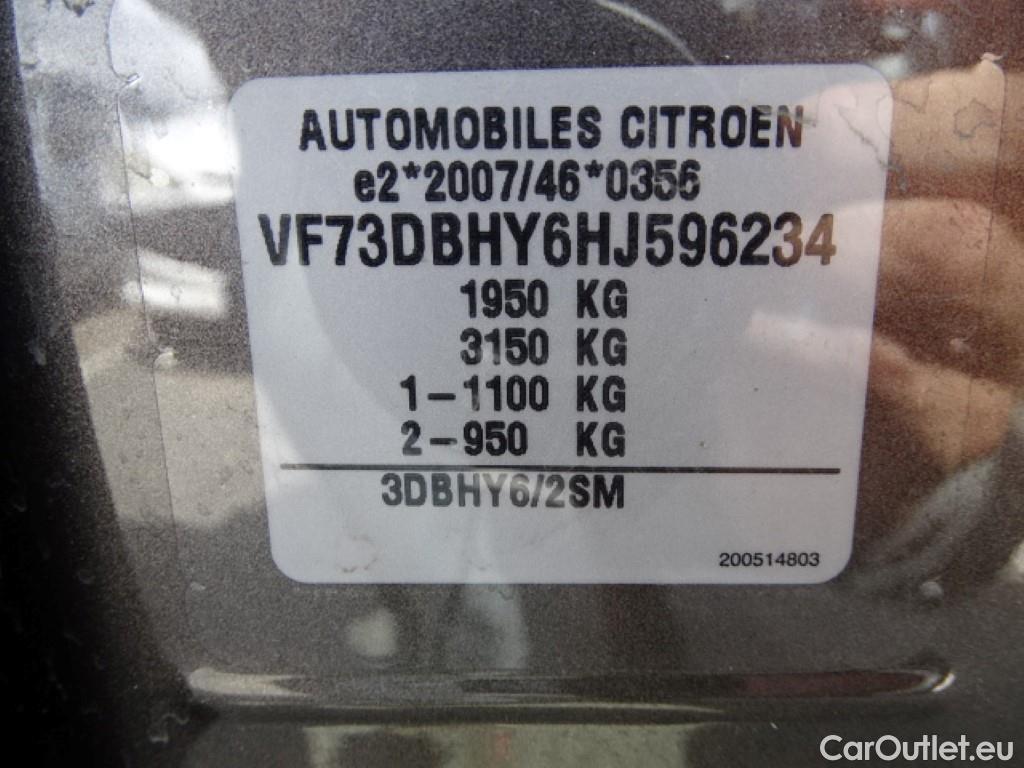 AUTOMOBILES CITROEN
e2*2007/46*0356
VF73DBHY6HJ596234
1950 KG
3150 KG
1-1100 KG
2-950 KG
3DBHY6/2SM
200514803
CarOutlet.eu